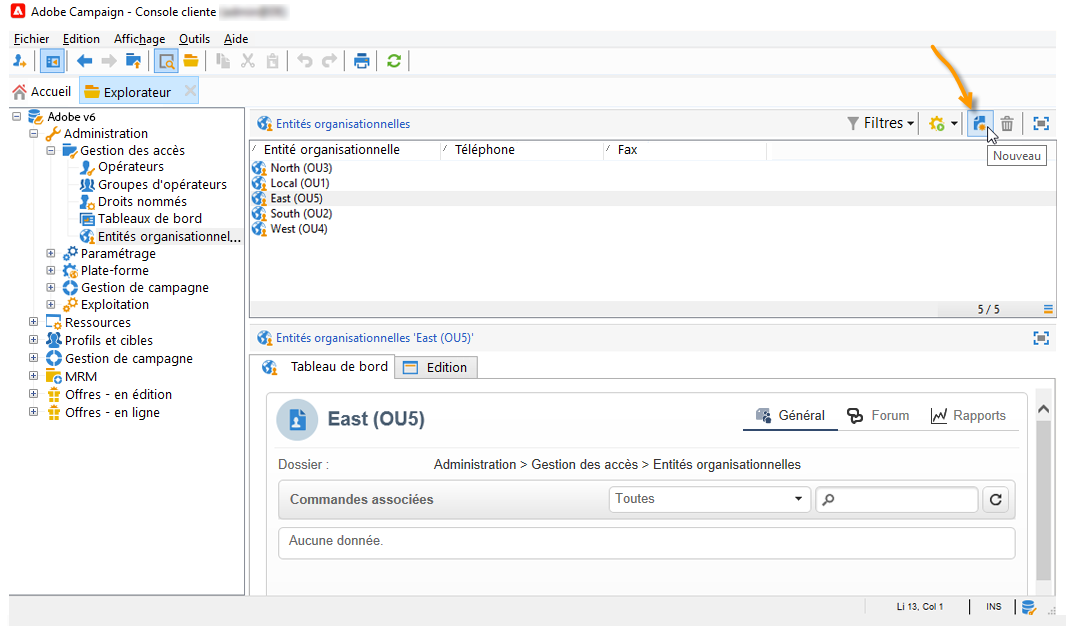 Adobe Campaign - Console cliente
Fichier Edition Affichage Outils Aide
Accueil Explorateur
Adobe v6
Administration
Gestion des accès
Opérateurs
Groupes d'opérateurs
Droits nommés
Tableaux de bord
Entités organisationnel...
Paramétrage
Plate-forme
Gestion de campagne
Exploitation
Ressources
Profils et cibles
Gestion de campagne
MRM
Offres - en édition
Offres - en ligne
Entités organisationnelles
Filtres
Nouveau
Entité organisationnelle Téléphone Fax
North (OU3)
Local (OU1)
East (OU5)
South (OU2)
West (OU4)
5 / 5
Entités organisationnelles 'East (OU5)'
Tableau de bord Edition
East (OU5)
Général Forum Rapports
Dossier : Administration > Gestion des accès > Entités organisationnelles
Commandes associées Toutes
Aucune donnée.
Li 13, Col 1 INS